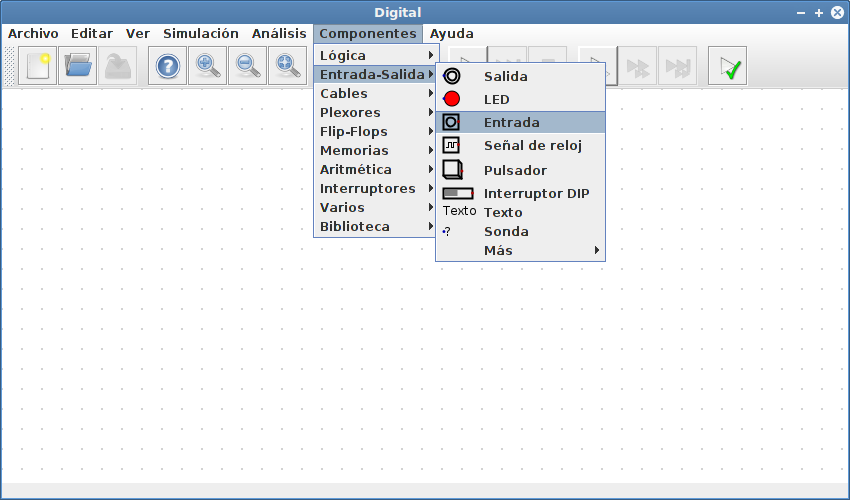 Digital
Archivo Editar Ver Simulación Análisis Componentes Ayuda
Lógica
Entrada-Salida
Cables
Plexores
Flip-Flops
Memorias
Aritmética
Interruptores
Varios
Biblioteca
Salida
LED
Entrada
Señal de reloj
Pulsador
Interruptor DIP
Texto Texto
? Sonda
Más